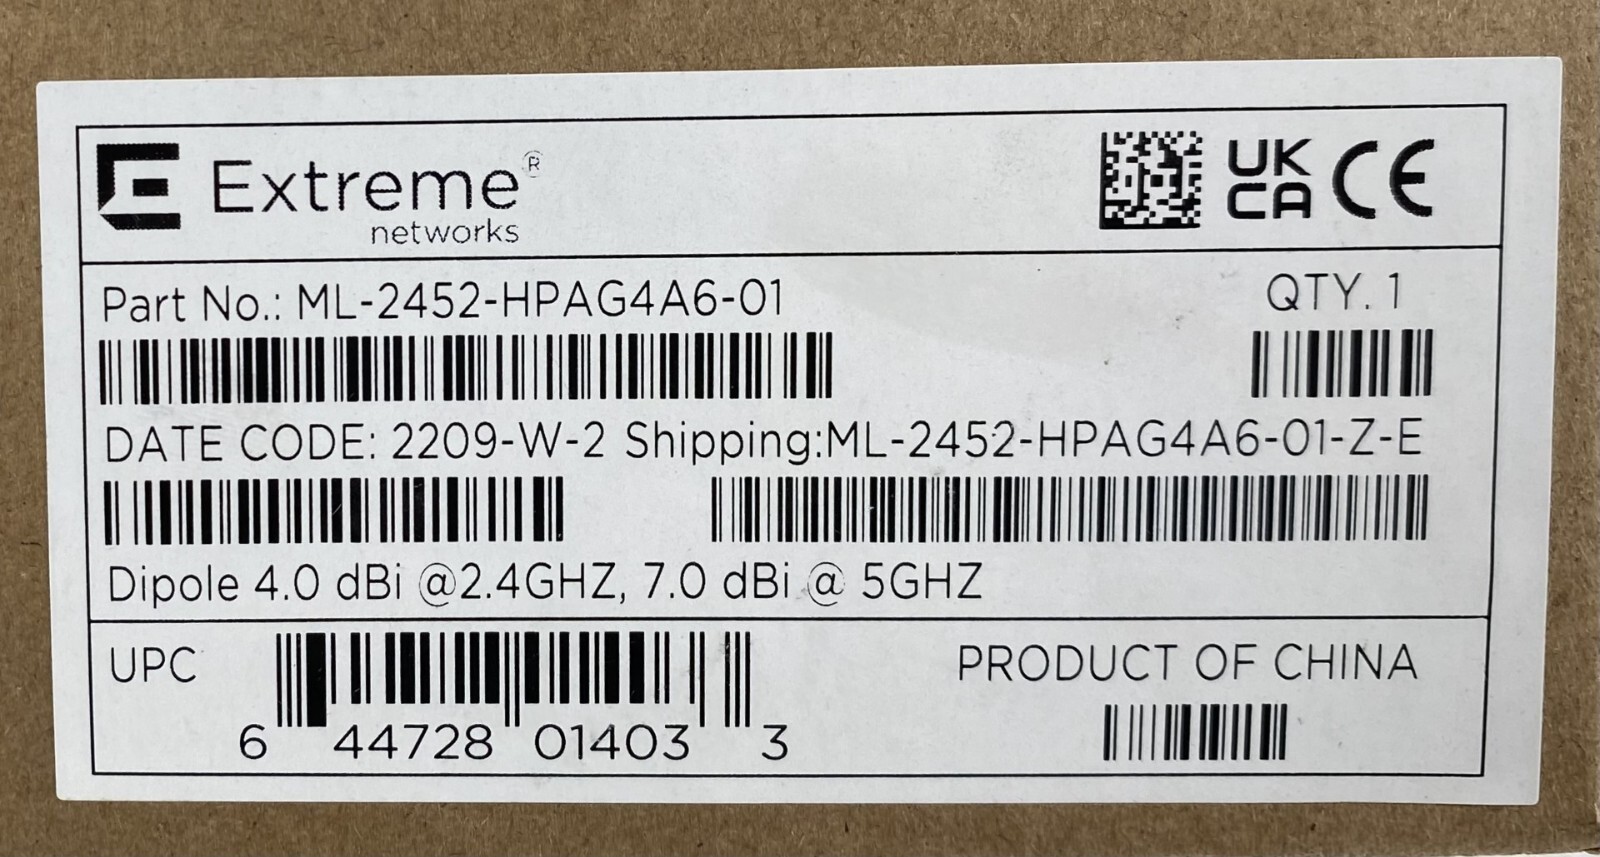 Extreme®
networks
UK
CA CE
Part No.: ML-2452-HPAG4A6-01
QTY. 1
DATE CODE: 2209-W-2 Shipping:ML-2452-HPAG4A6-01-Z-E
Dipole 4.0 dBi @2.4GHZ, 7.0 dBi @ 5GHZ
UPC
6 44728 01403 3
PRODUCT OF CHINA